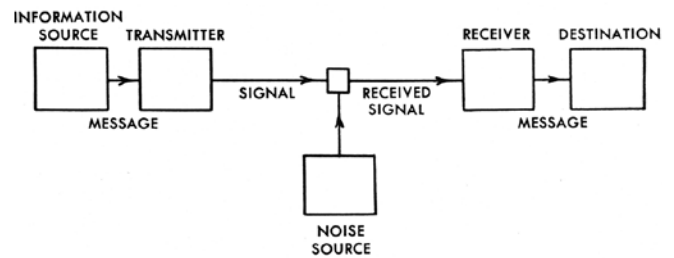 INFORMATION
SOURCE
TRANSMITTER
RECEIVER
DESTINATION
SIGNAL
RECEIVED
SIGNAL
MESSAGE
MESSAGE
NOISE
SOURCE